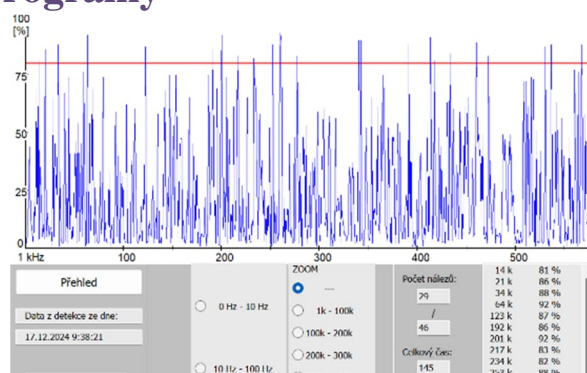 rogramy
100
[%]
75
50
25
0
1 kHz 100 200 300 400 500
Přehled
Data z detekce ze dne:
17.12.2024 9:38:21
0 Hz - 10 Hz
10 Hz - 100 Hz
ZOOM
---
1k - 100k
100k - 200k
200k - 300k
Počet nálezů:
29
/
46
Celkový čas:
145
14 k 81 %
21 k 86 %
34 k 88 %
64 k 92 %
123 k 87 %
192 k 86 %
201 k 92 %
217 k 83 %
234 k 82 %
253 k 88 %